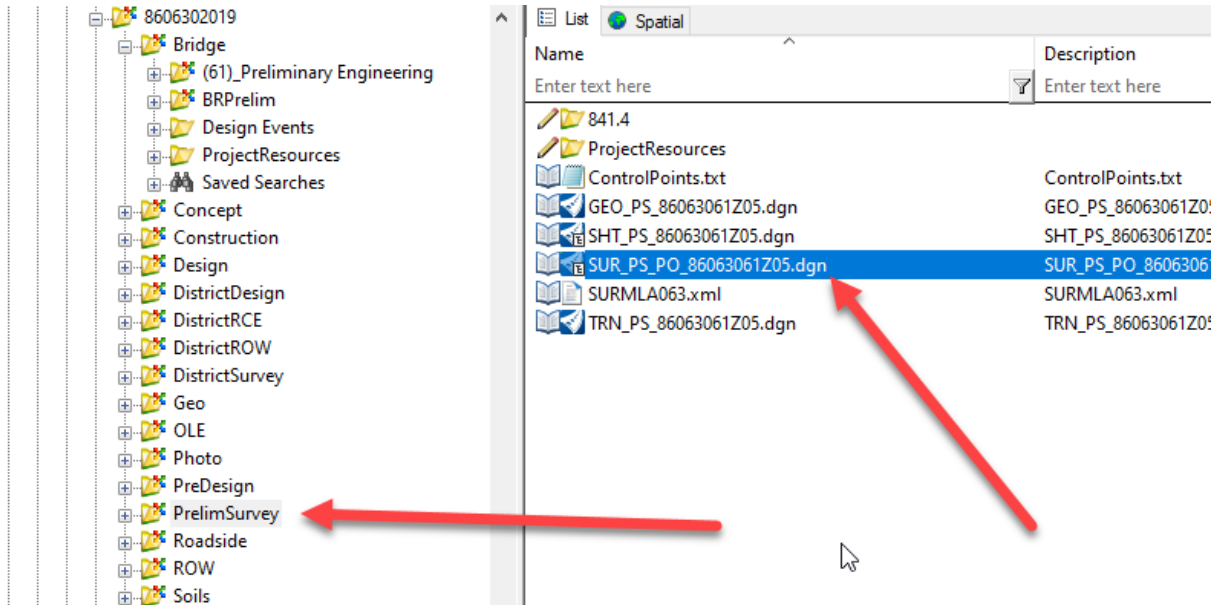 8606302019
Bridge
(61)_Preliminary Engineering
BRPrelim
Design Events
ProjectResources
Saved Searches
Concept
Construction
Design
DistrictDesign
DistrictRCE
DistrictROW
DistrictSurvey
Geo
OLE
Photo
PreDesign
PrelimSurvey
Roadside
ROW
Soils
List Spatial
Name Description
Enter text here Enter text here
841.4
ProjectResources
ControlPoints.txt ControlPoints.txt
GEO_PS_86063061Z05.dgn GEO_PS_86063061Z05
SHT_PS_86063061Z05.dgn SHT_PS_86063061Z05
SUR_PS_PO_86063061Z05.dgn SUR_PS_PO_8606306
SURMLA063.xml SURMLA063.xml
TRN_PS_86063061Z05.dgn TRN_PS_86063061Z05